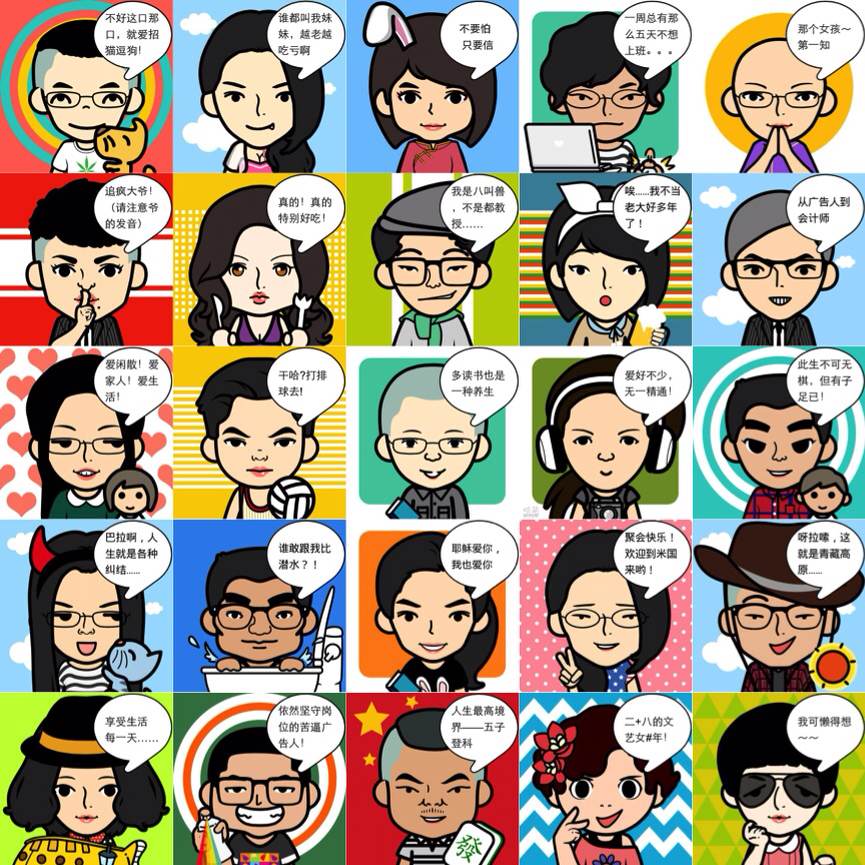 不好这口那
口，就爱招
猫逗狗！
谁都叫我妹
妹，越老越
吃亏啊
不要怕
只要信
一周总有那
么五天不想
上班。。。
那个女孩～
第一知
追疯大爷！
（请注意爷
的发音）
真的！真的
特别好吃！
我是八叫兽
，不是都教
授……
唉……我不当
老大好多年
了！
从广告人到
会计师
爱闲散！爱
家人！爱生
活！
干哈?打排
球去!
多读书也是
一种养生
爱好不少，
无一精通！
此生不可无
棋，但有子
足已！
巴拉啊，人
生就是各种
纠结……
谁敢跟我比
潜水？！
耶稣爱你，
我也爱你
聚会快乐！
欢迎到米国
来哟！
呀拉嗦，这
就是青藏高
原……
享受生活
每一天……
依然坚守岗
位的苦逼广
告人！
人生最高境
界——五子
登科
發
二+八的文
艺女#年！
我可懒得想
～～